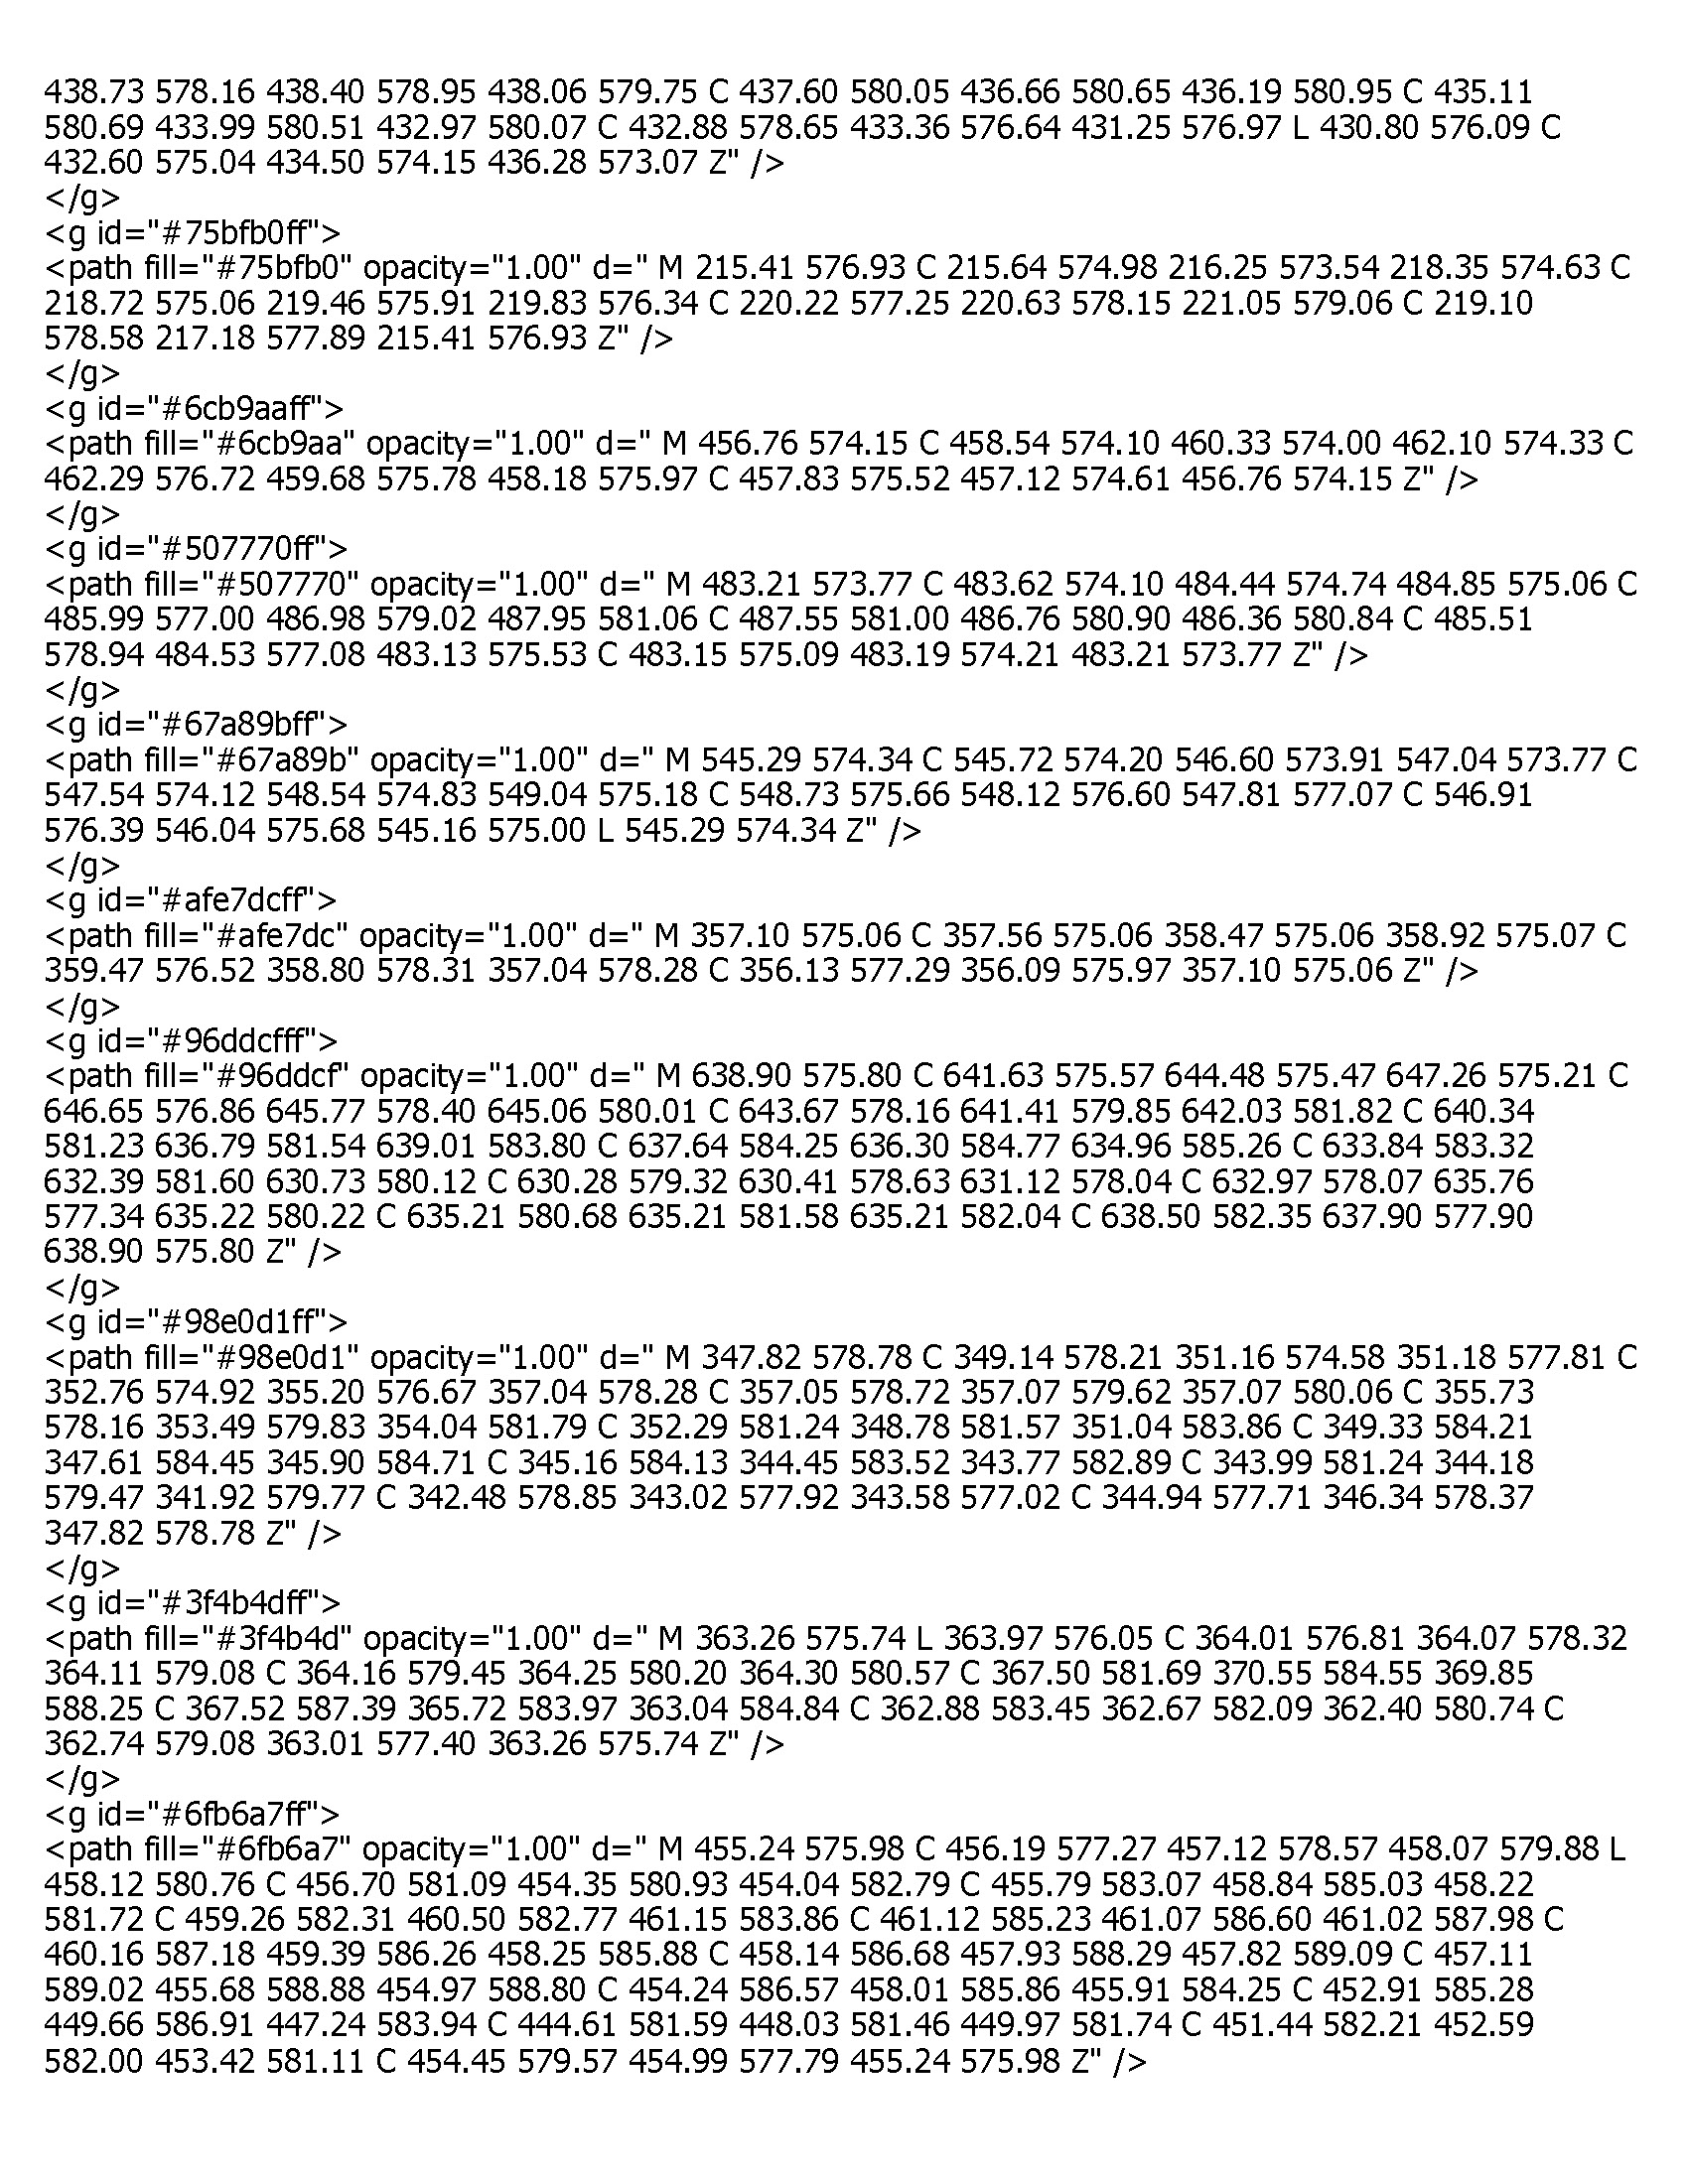 438.73 578.16 438.40 578.95 438.06 579.75 C 437.60 580.05 436.66 580.65 436.19 580.95 C 435.11
580.69 433.99 580.51 432.97 580.07 C 432.88 578.65 433.36 576.64 431.25 576.97 L 430.80 576.09 C
432.60 575.04 434.50 574.15 436.28 573.07 Z" />
</g>
<g id="#75bfb0ff">
<path fill="#75bfb0" opacity="1.00" d=" M 215.41 576.93 C 215.64 574.98 216.25 573.54 218.35 574.63 C
218.72 575.06 219.46 575.91 219.83 576.34 C 220.22 577.25 220.63 578.15 221.05 579.06 C 219.10
578.58 217.18 577.89 215.41 576.93 Z" />
</g>
<g id="#6cb9aaff">
<path fill="#6cb9aa" opacity="1.00" d=" M 456.76 574.15 C 458.54 574.10 460.33 574.00 462.10 574.33 C
462.29 576.72 459.68 575.78 458.18 575.97 C 457.83 575.52 457.12 574.61 456.76 574.15 Z" />
</g>
<g id="#507770ff">
<path fill="#507770" opacity="1.00" d=" M 483.21 573.77 C 483.62 574.10 484.44 574.74 484.85 575.06 C
485.99 577.00 486.98 579.02 487.95 581.06 C 487.55 581.00 486.76 580.90 486.36 580.84 C 485.51
578.94 484.53 577.08 483.13 575.53 C 483.15 575.09 483.19 574.21 483.21 573.77 Z" />
</g>
<g id="#67a89bff">
<path fill="#67a89b" opacity="1.00" d=" M 545.29 574.34 C 545.72 574.20 546.60 573.91 547.04 573.77 C
547.54 574.12 548.54 574.83 549.04 575.18 C 548.73 575.66 548.12 576.60 547.81 577.07 C 546.91
576.39 546.04 575.68 545.16 575.00 L 545.29 574.34 Z" />
</g>
<g id="#afe7dcff">
<path fill="#afe7dc" opacity="1.00" d=" M 357.10 575.06 C 357.56 575.06 358.47 575.06 358.92 575.07 C
359.47 576.52 358.80 578.31 357.04 578.28 C 356.13 577.29 356.09 575.97 357.10 575.06 Z" />
</g>
<g id="#96ddcfff">
<path fill="#96ddcf" opacity="1.00" d=" M 638.90 575.80 C 641.63 575.57 644.48 575.47 647.26 575.21 C
646.65 576.86 645.77 578.40 645.06 580.01 C 643.67 578.16 641.41 579.85 642.03 581.82 C 640.34
581.23 636.79 581.54 639.01 583.80 C 637.64 584.25 636.30 584.77 634.96 585.26 C 633.84 583.32
632.39 581.60 630.73 580.12 C 630.28 579.32 630.41 578.63 631.12 578.04 C 632.97 578.07 635.76
577.34 635.22 580.22 C 635.21 580.68 635.21 581.58 635.21 582.04 C 638.50 582.35 637.90 577.90
638.90 575.80 Z" />
</g>
<g id="#98e0d1ff">
<path fill="#98e0d1" opacity="1.00" d=" M 347.82 578.78 C 349.14 578.21 351.16 574.58 351.18 577.81 C
352.76 574.92 355.20 576.67 357.04 578.28 C 357.05 578.72 357.07 579.62 357.07 580.06 C 355.73
578.16 353.49 579.83 354.04 581.79 C 352.29 581.24 348.78 581.57 351.04 583.86 C 349.33 584.21
347.61 584.45 345.90 584.71 C 345.16 584.13 344.45 583.52 343.77 582.89 C 343.99 581.24 344.18
579.47 341.92 579.77 C 342.48 578.85 343.02 577.92 343.58 577.02 C 344.94 577.71 346.34 578.37
347.82 578.78 Z" />
</g>
<g id="#3f4b4dff">
<path fill="#3f4b4d" opacity="1.00" d=" M 363.26 575.74 L 363.97 576.05 C 364.01 576.81 364.07 578.32
364.11 579.08 C 364.16 579.45 364.25 580.20 364.30 580.57 C 367.50 581.69 370.55 584.55 369.85
588.25 C 367.52 587.39 365.72 583.97 363.04 584.84 C 362.88 583.45 362.67 582.09 362.40 580.74 C
362.74 579.08 363.01 577.40 363.26 575.74 Z" />
</g>
<g id="#6fb6a7ff">
<path fill="#6fb6a7" opacity="1.00" d=" M 455.24 575.98 C 456.19 577.27 457.12 578.57 458.07 579.88 L
458.12 580.76 C 456.70 581.09 454.35 580.93 454.04 582.79 C 455.79 583.07 458.84 585.03 458.22
581.72 C 459.26 582.31 460.50 582.77 461.15 583.86 C 461.12 585.23 461.07 586.60 461.02 587.98 C
460.16 587.18 459.39 586.26 458.25 585.88 C 458.14 586.68 457.93 588.29 457.82 589.09 C 457.11
589.02 455.68 588.88 454.97 588.80 C 454.24 586.57 458.01 585.86 455.91 584.25 C 452.91 585.28
449.66 586.91 447.24 583.94 C 444.61 581.59 448.03 581.46 449.97 581.74 C 451.44 582.21 452.59
582.00 453.42 581.11 C 454.45 579.57 454.99 577.79 455.24 575.98 Z" />